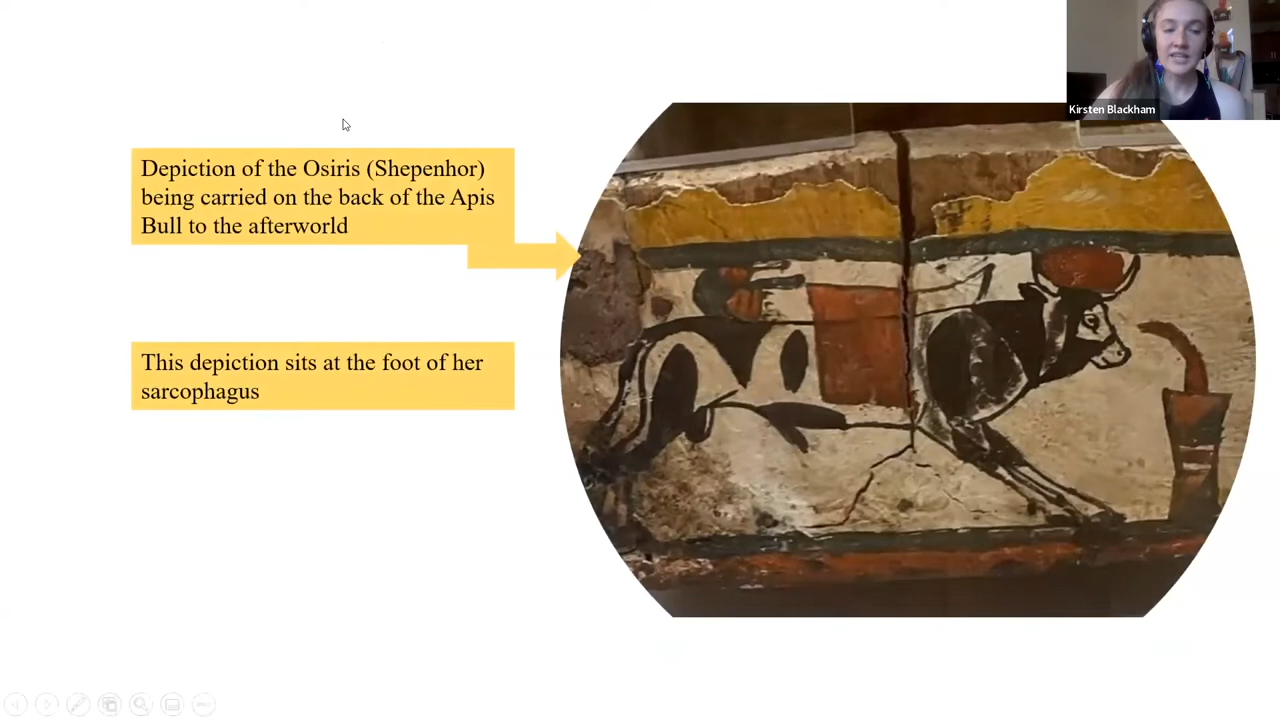 Kirsten Blackham
Depiction of the Osiris (Shepenhor)
being carried on the back of the Apis
Bull to the afterworld
This depiction sits at the foot of her
sarcophagus